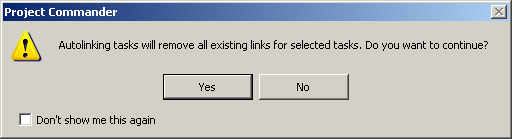 Project Commander
Autolinking tasks will remove all existing links for selected tasks. Do you want to continue?
Yes
No
Don't show me this again